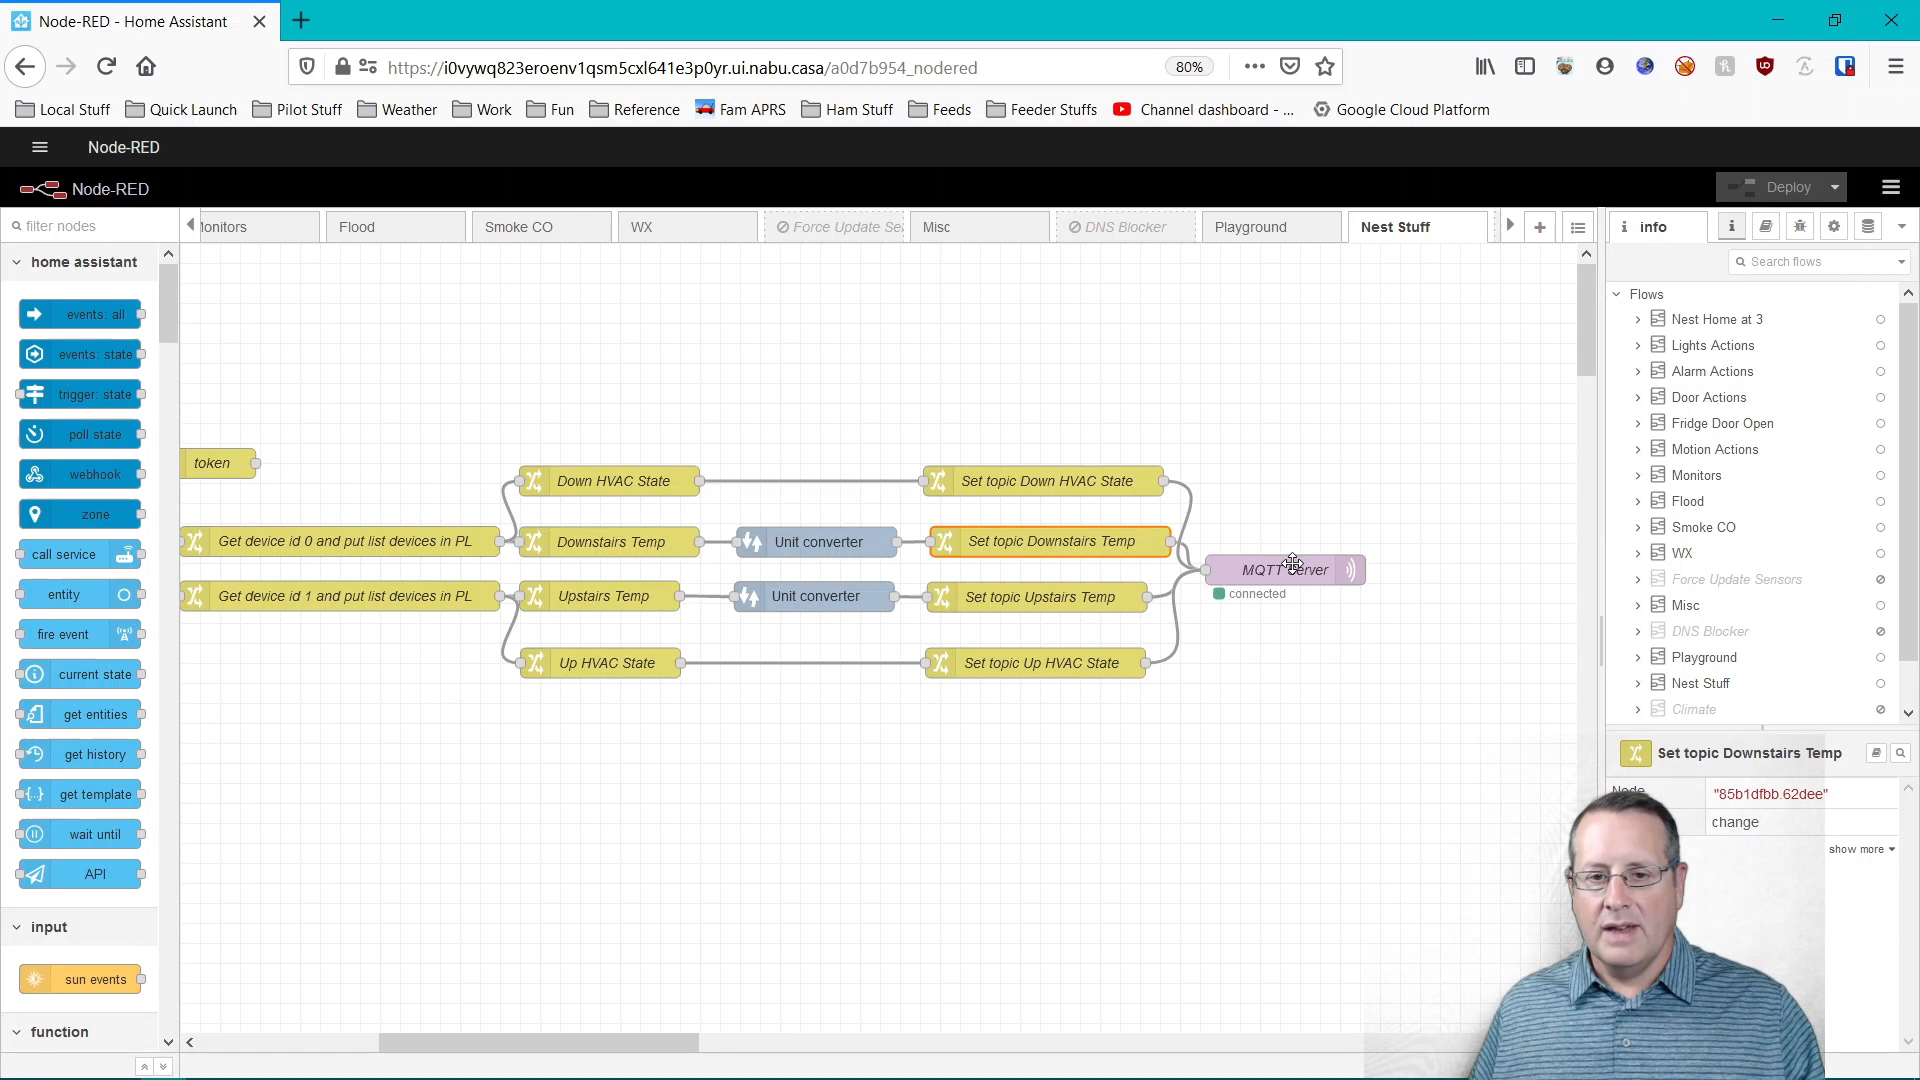 Node-RED - Home Assistant
https://i0vywq823eroenv1qsm5cxl641e3p0yr.ui.nabu.casa/a0d7b954_nodered
80%
Local Stuff
Quick Launch
Pilot Stuff
Weather
Work
Fun
Reference
Fam APRS
Ham Stuff
Feeds
Feeder Stuffs
Channel dashboard - ...
Google Cloud Platform
Node-RED
Node-RED
Deploy
filter nodes
onitors
Flood
Smoke CO
WX
Force Update Se
Misc
DNS Blocker
Playground
Nest Stuff
info
home assistant
events: all
events: state
trigger: state
poll state
webhook
zone
call service
entity
fire event
current state
get entities
get history
get template
wait until
API
input
sun events
function
token
Down HVAC State
Set topic Down HVAC State
Get device id 0 and put list devices in PL
Downstairs Temp
Unit converter
Set topic Downstairs Temp
MQTT Server
connected
Get device id 1 and put list devices in PL
Upstairs Temp
Unit converter
Set topic Upstairs Temp
Up HVAC State
Set topic Up HVAC State
Search flows
Flows
Nest Home at 3
Lights Actions
Alarm Actions
Door Actions
Fridge Door Open
Motion Actions
Monitors
Flood
Smoke CO
WX
Force Update Sensors
Misc
DNS Blocker
Playground
Nest Stuff
Climate
Set topic Downstairs Temp
Node
"85b1dfbb.62dee"
change
show more